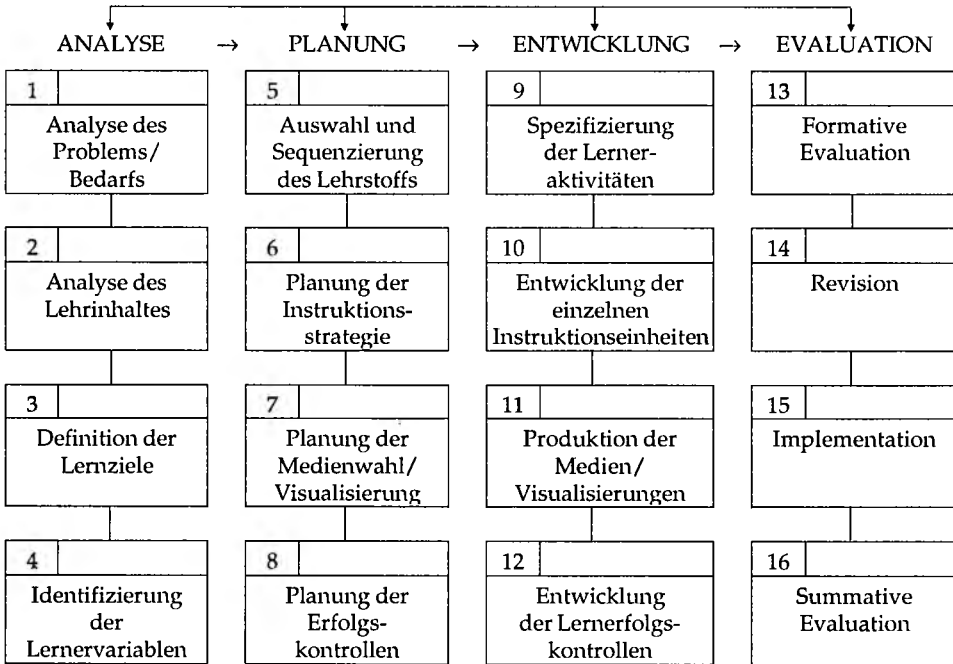 ANALYSE → PLANUNG → ENTWICKLUNG → EVALUATION
1
Analyse des
Problems/
Bedarfs
2
Analyse des
Lehrinhaltes
3
Definition der
Lernziele
4
Identifizierung
der
Lernervariablen
5
Auswahl und
Sequenzierung
des Lehrstoffs
6
Planung der
Instruktions-
strategie
7
Planung der
Medienwahl/
Visualisierung
8
Planung der
Erfolgs-
kontrollen
9
Spezifizierung
der Lerner-
aktivitäten
10
Entwicklung der
einzelnen
Instruktionseinheiten
11
Produktion der
Medien/
Visualisierungen
12
Entwicklung
der Lernerfolgs-
kontrollen
13
Formative
Evaluation
14
Revision
15
Implementation
16
Summative
Evaluation